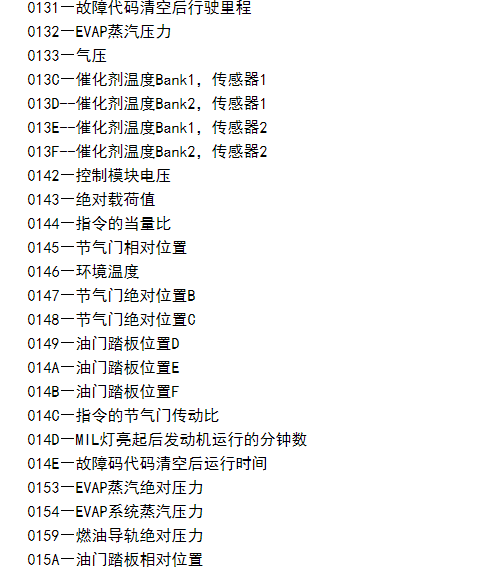 0131一故障代码清空后行驶里程
0132一EVAP蒸汽压力
0133一气压
013C一催化剂温度Bank1，传感器1
013D--催化剂温度Bank2，传感器1
013E--催化剂温度Bank1，传感器2
013F--催化剂温度Bank2，传感器2
0142一控制模块电压
0143一绝对载荷值
0144一指令的当量比
0145一节气门相对位置
0146一环境温度
0147一节气门绝对位置B
0148一节气门绝对位置C
0149一油门踏板位置D
014A一油门踏板位置E
014B一油门踏板位置F
014C一指令的节气门传动比
014D一MIL灯亮起后发动机运行的分钟数
014E一故障码代码清空后运行时间
0153一EVAP蒸汽绝对压力
0154一EVAP系统蒸汽压力
0159一燃油导轨绝对压力
015A一油门踏板相对位置